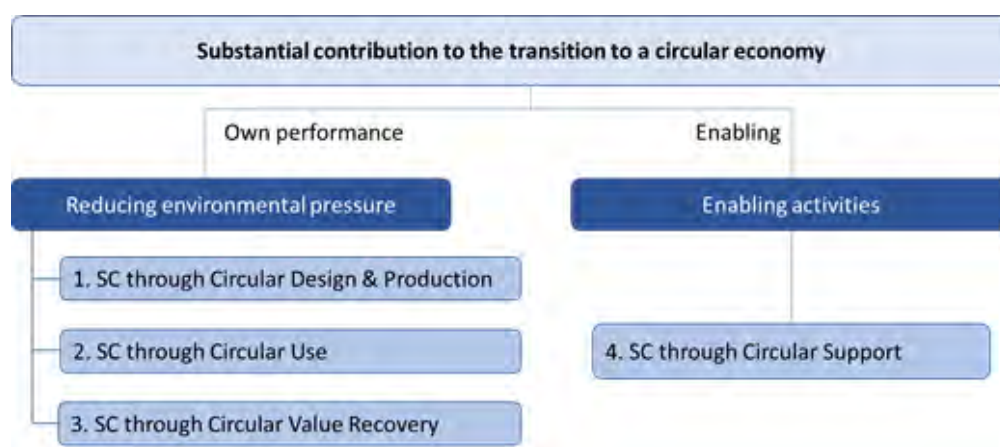 Substantial contribution to the transition to a circular economy
Own performance
Enabling
Reducing environmental pressure
Enabling activities
1. SC through Circular Design & Production
2. SC through Circular Use
4. SC through Circular Support
3. SC through Circular Value Recovery